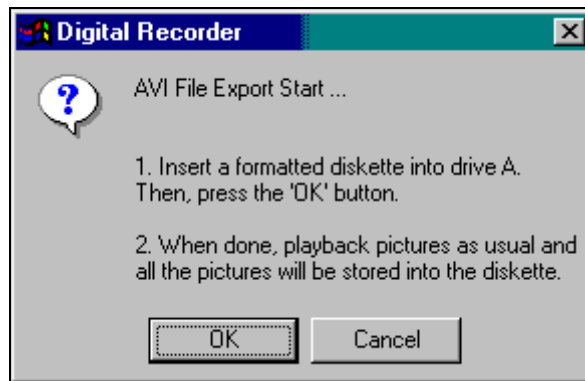 Digital Recorder
AVI File Export Start ...
1. Insert a formatted diskette into drive A.
Then, press the 'OK' button.
2. When done, playback pictures as usual and
all the pictures will be stored into the diskette.
OK
Cancel